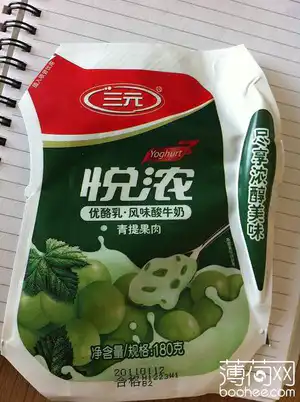 三元
®
Yoghurt
悦浓
优酪乳·风味酸牛奶
青提果肉
尽享浓醇美味
净含量/规格:180克
20110112
合格
B2
薄荷网
boohee.com